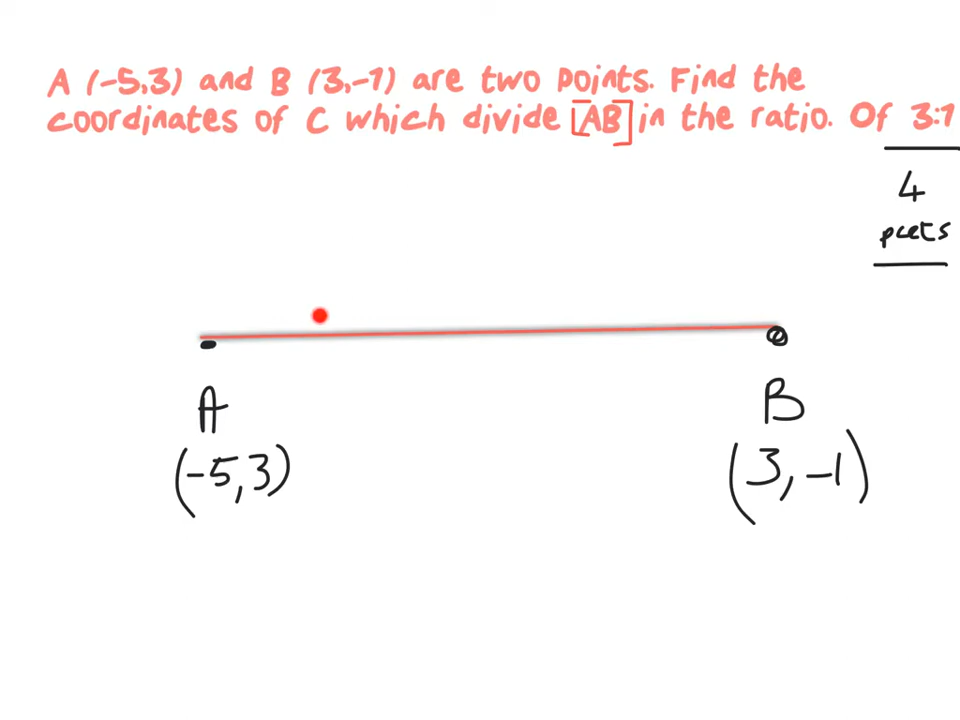 A (-5,3) and B (3,-1) are two points. Find the
coordinates of C which divide [AB] in the ratio. Of 3:1
4
parts
A
B
(-5,3)
(3,-1)